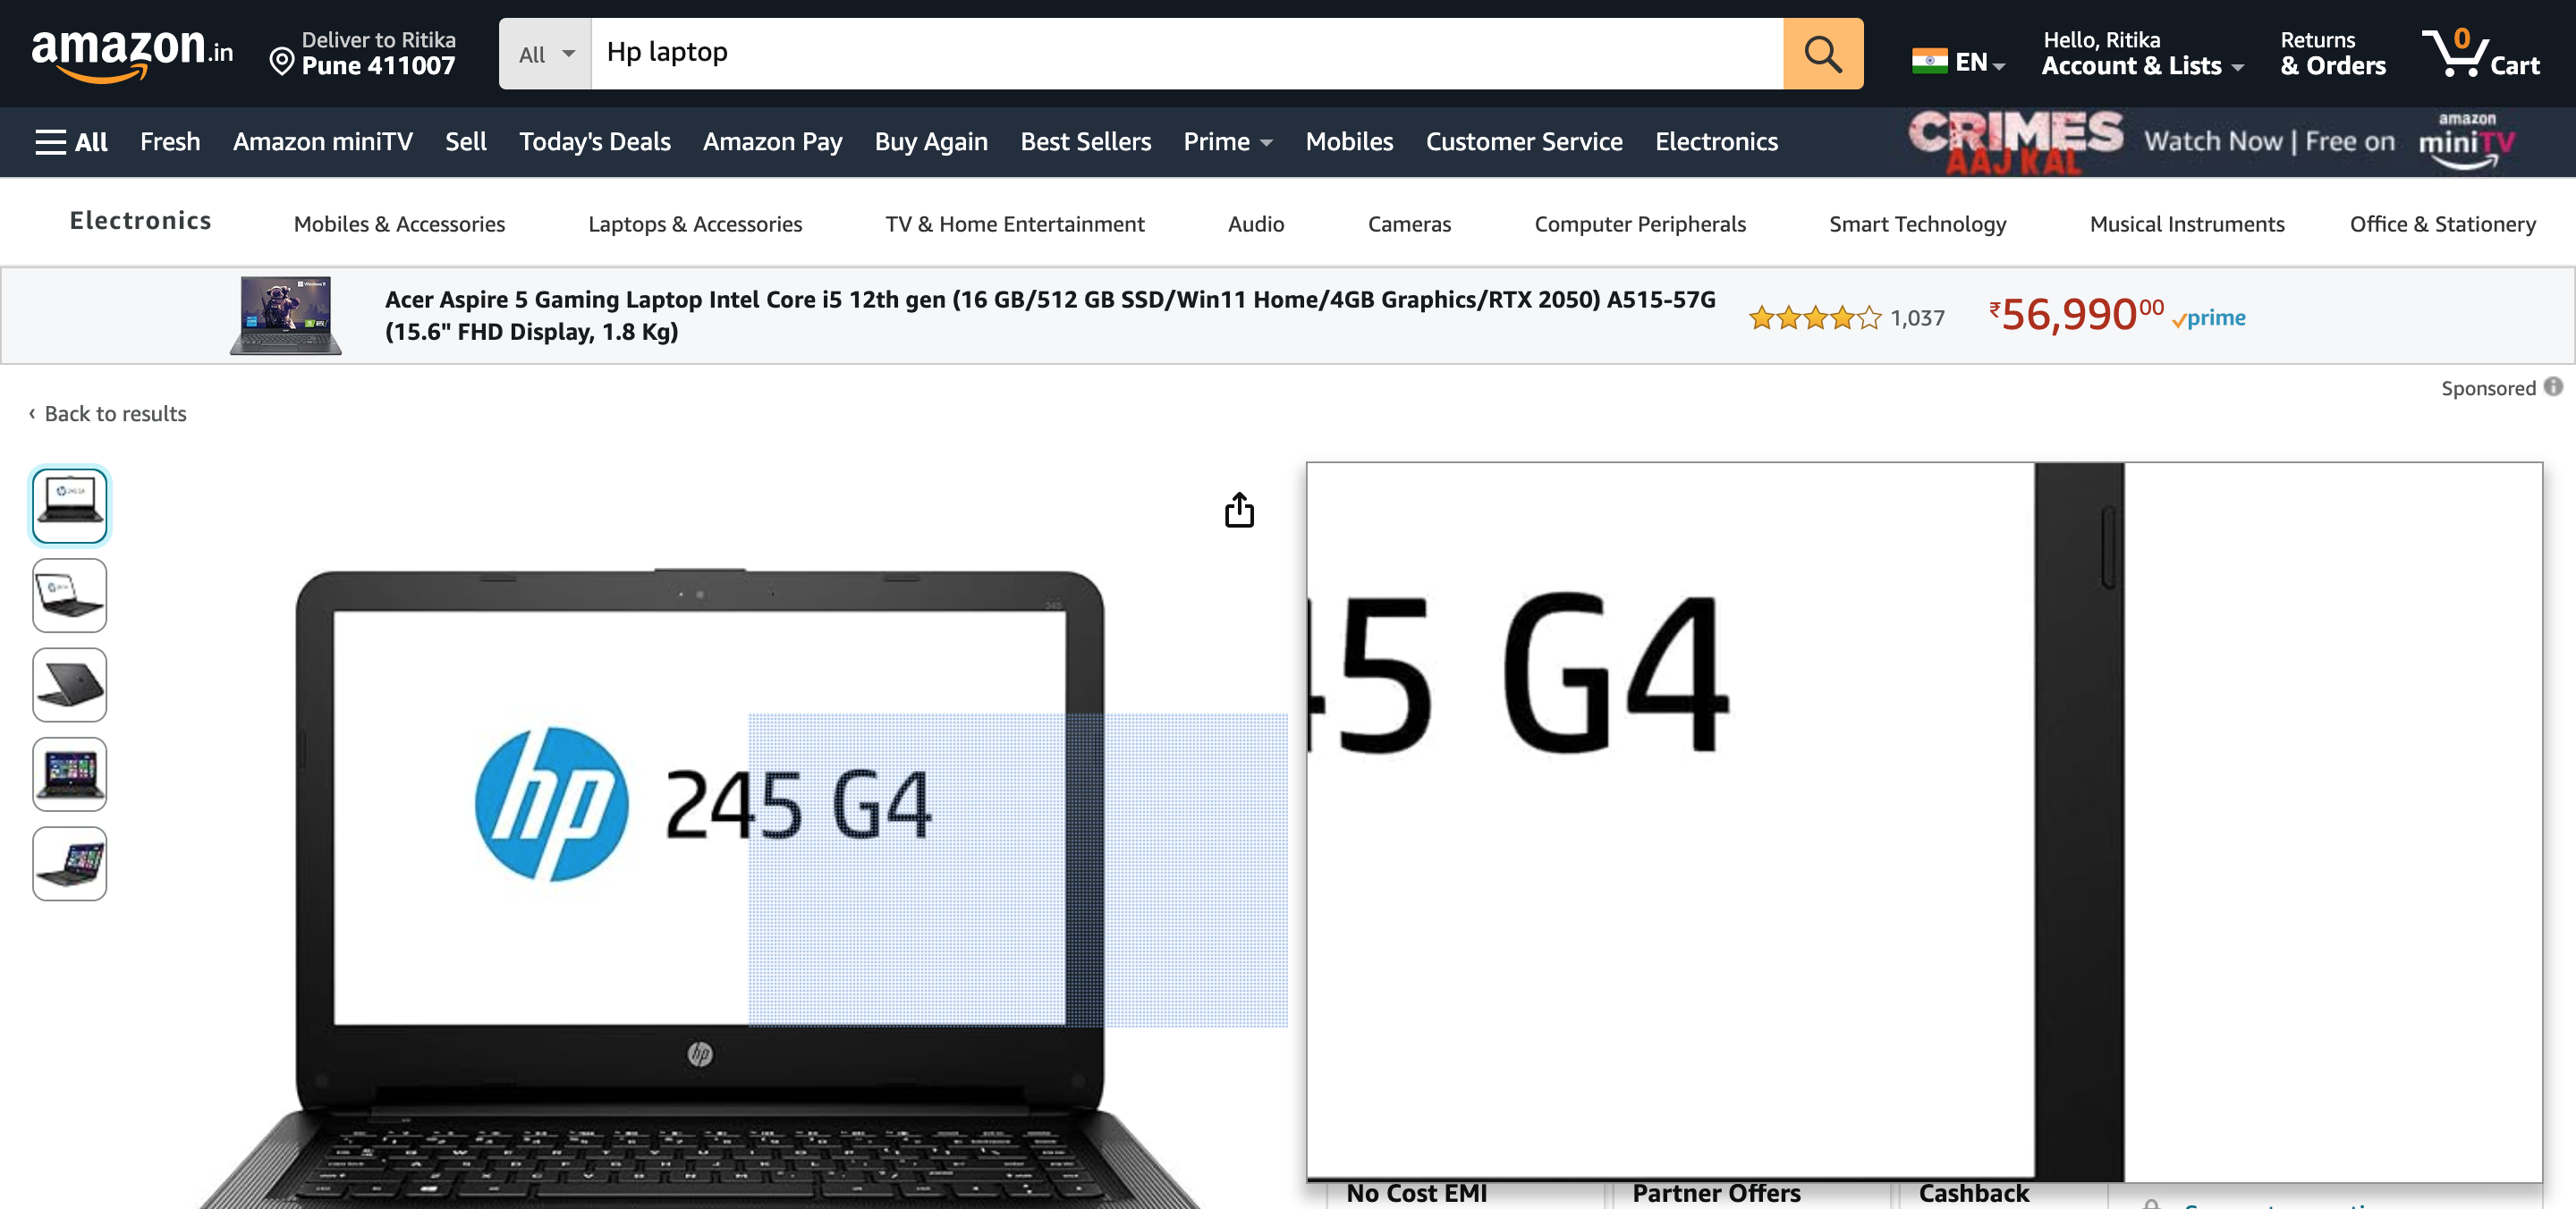 amazon.in
Deliver to Ritika
Pune 411007
All
Hp laptop
EN
Hello, Ritika
Account & Lists
Returns
& Orders
0
Cart
All
Fresh
Amazon miniTV
Sell
Today's Deals
Amazon Pay
Buy Again
Best Sellers
Prime
Mobiles
Customer Service
Electronics
CRIMES
AAJ KAL
Watch Now | Free on
amazon
miniTV
Electronics
Mobiles & Accessories
Laptops & Accessories
TV & Home Entertainment
Audio
Cameras
Computer Peripherals
Smart Technology
Musical Instruments
Office & Stationery
Acer Aspire 5 Gaming Laptop Intel Core i5 12th gen (16 GB/512 GB SSD/Win11 Home/4GB Graphics/RTX 2050) A515-57G
(15.6" FHD Display, 1.8 Kg)
1,037
₹56,99000
prime
Sponsored
‹ Back to results
hp 245 G4
hp
45 G4
No Cost EMI
Partner Offers
Cashback